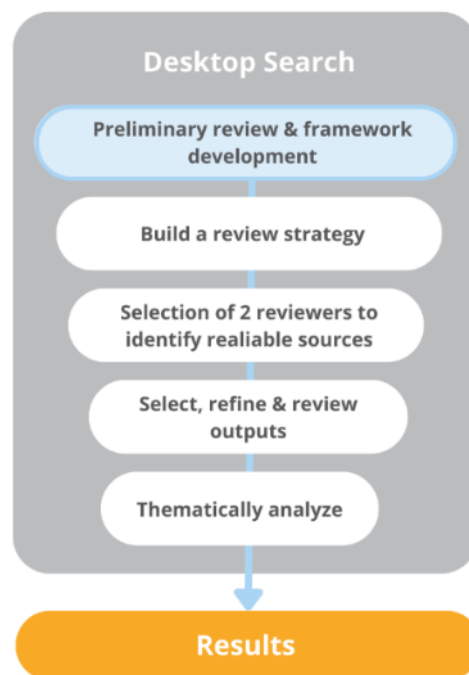 Desktop Search
Preliminary review & framework
development
Build a review strategy
Selection of 2 reviewers to
identify realiable sources
Select, refine & review
outputs
Thematically analyze
Results